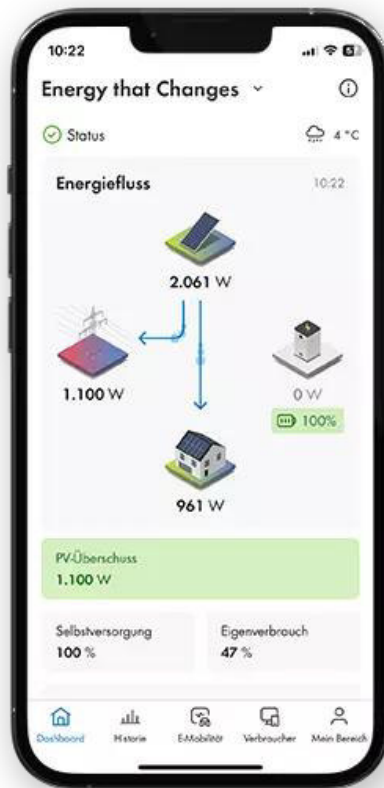 10:22
Energy that Changes
Status
4 °C
Energiefluss
10:22
2.061 W
1.100 W
0 W
100%
961 W
PV-Überschuss
1.100 W
Selbstversorgung
100 %
Eigenverbrauch
47 %
Dashboard
Historie
E-Mobilität
Verbraucher
Mein Bereich